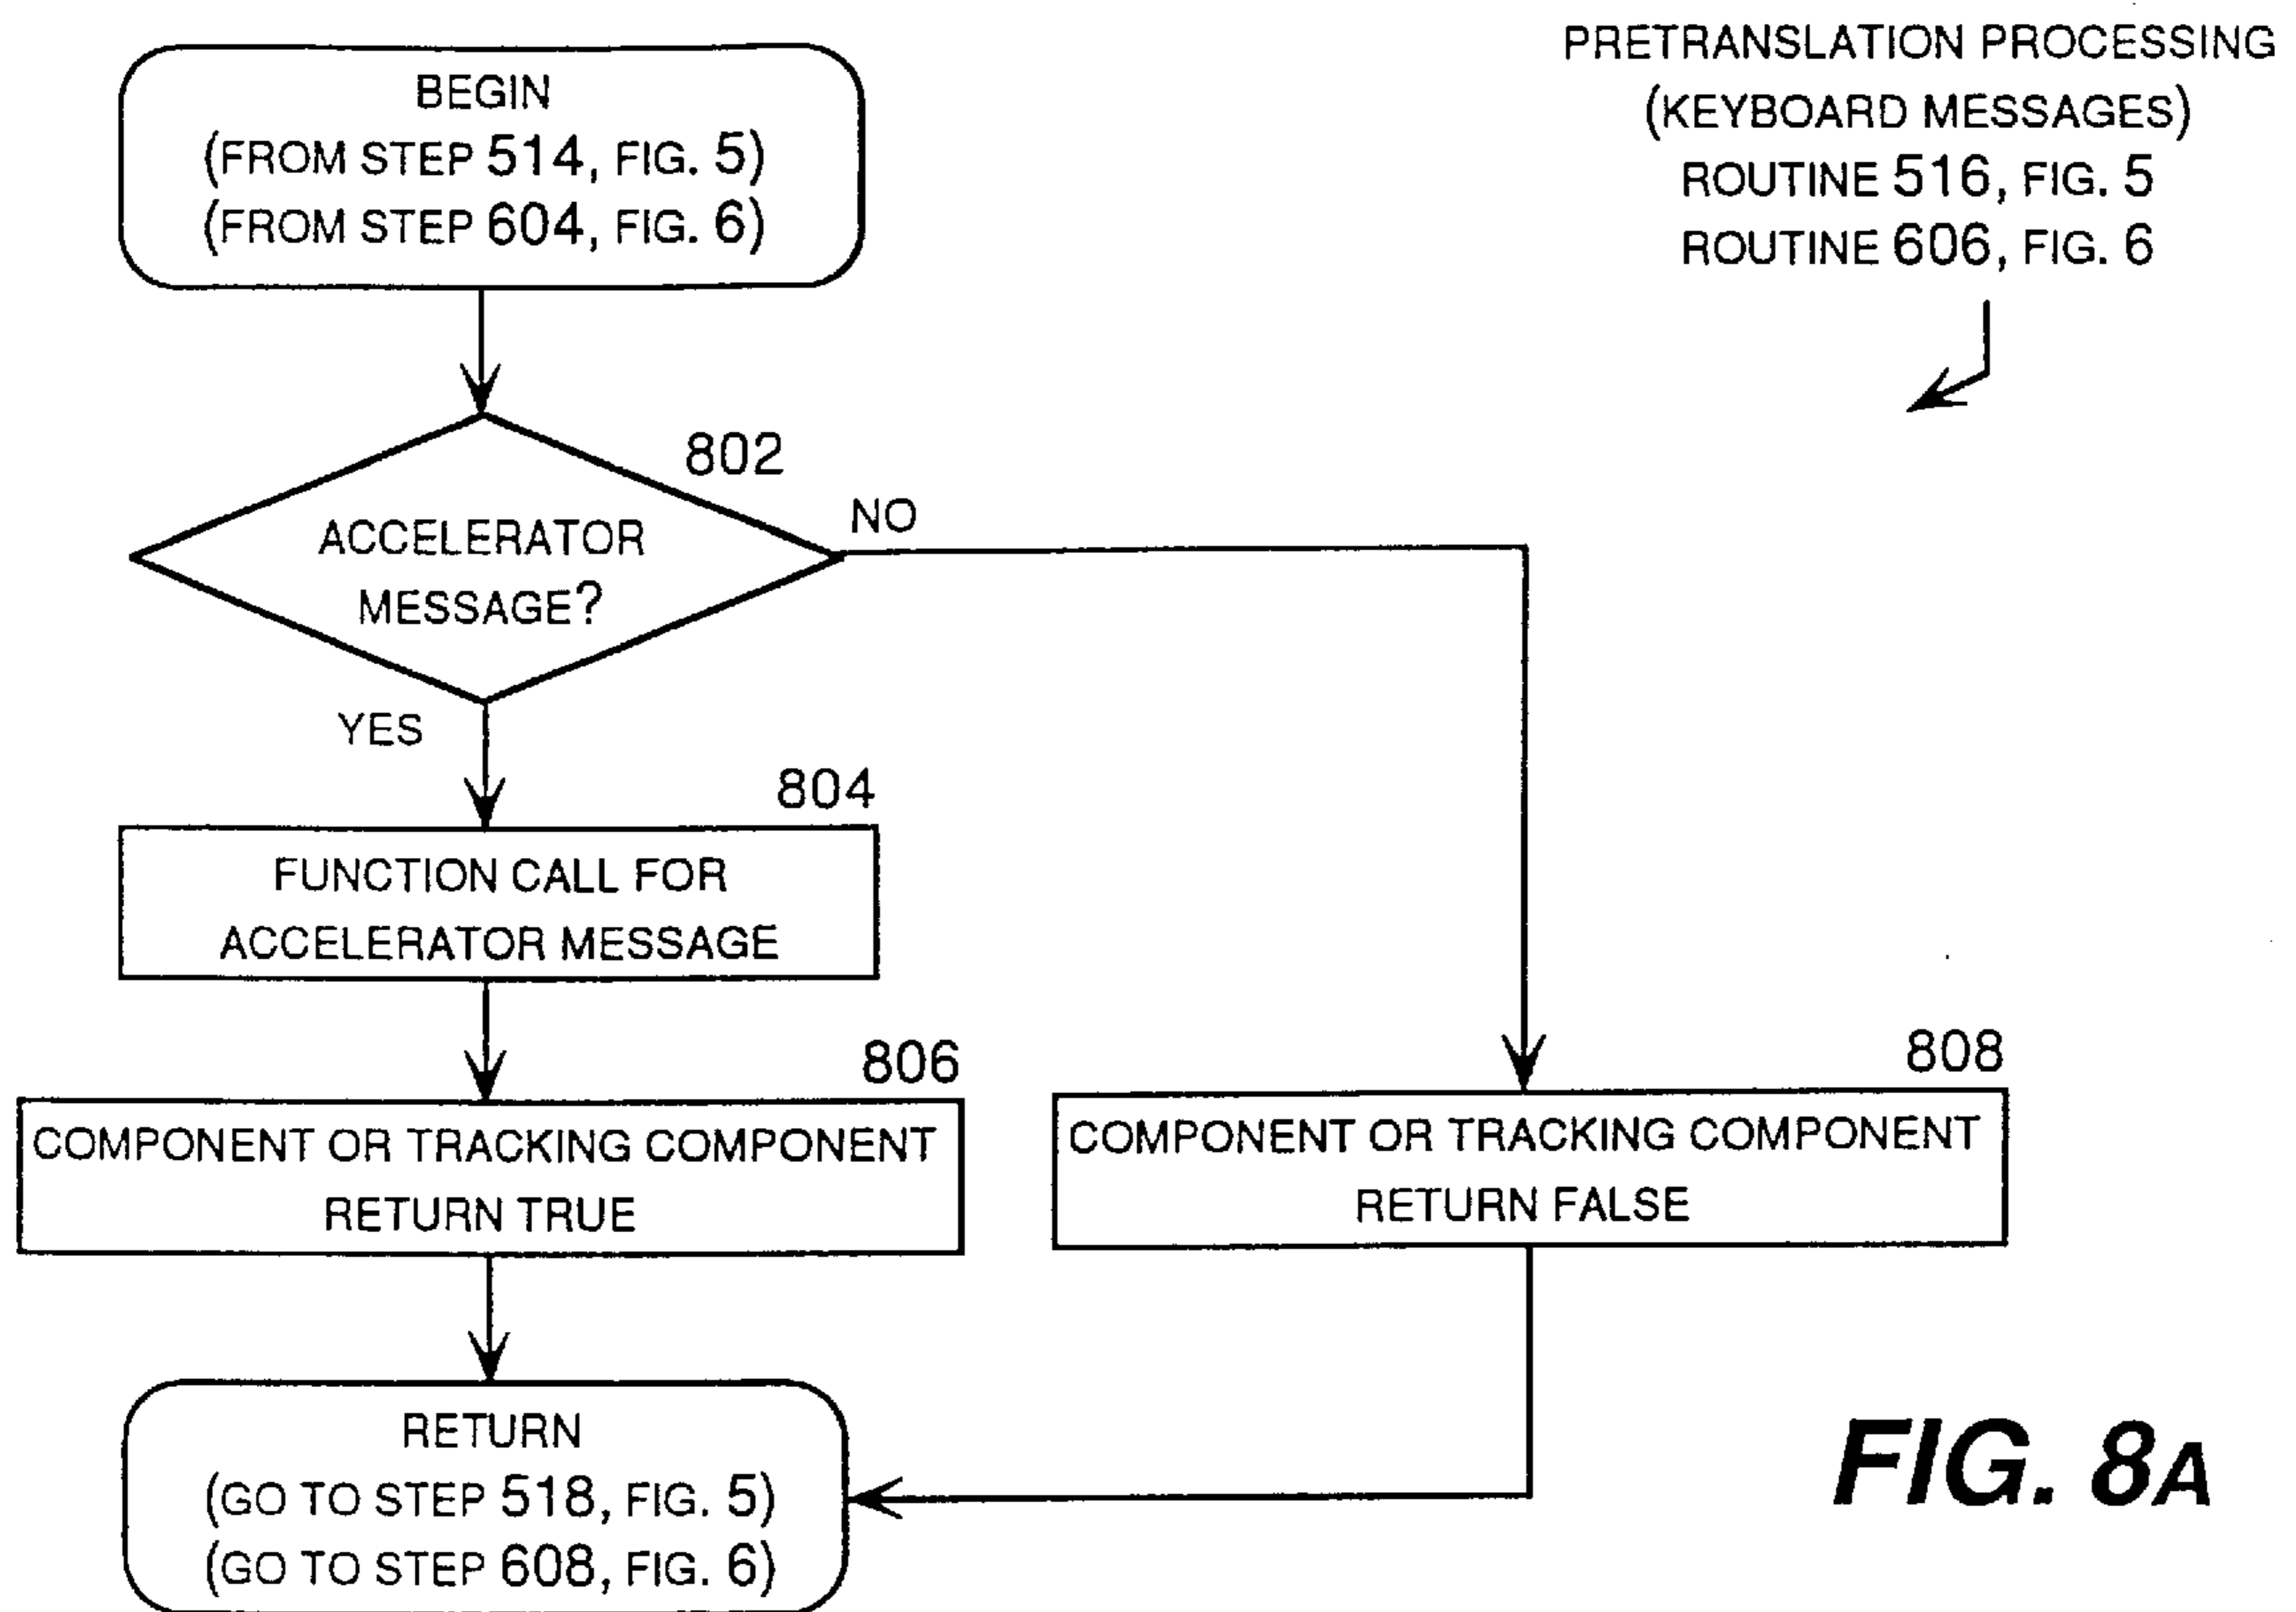 PRETRANSLATION PROCESSING
(KEYBOARD MESSAGES)
ROUTINE 516, FIG. 5
ROUTINE 606, FIG. 6
BEGIN
(FROM STEP 514, FIG. 5)
(FROM STEP 604, FIG. 6)
802
ACCELERATOR
MESSAGE?
NO
YES
804
FUNCTION CALL FOR
ACCELERATOR MESSAGE
806
COMPONENT OR TRACKING COMPONENT
RETURN TRUE
808
COMPONENT OR TRACKING COMPONENT
RETURN FALSE
RETURN
(GO TO STEP 518, FIG. 5)
(GO TO STEP 608, FIG. 6)
FIG. 8A